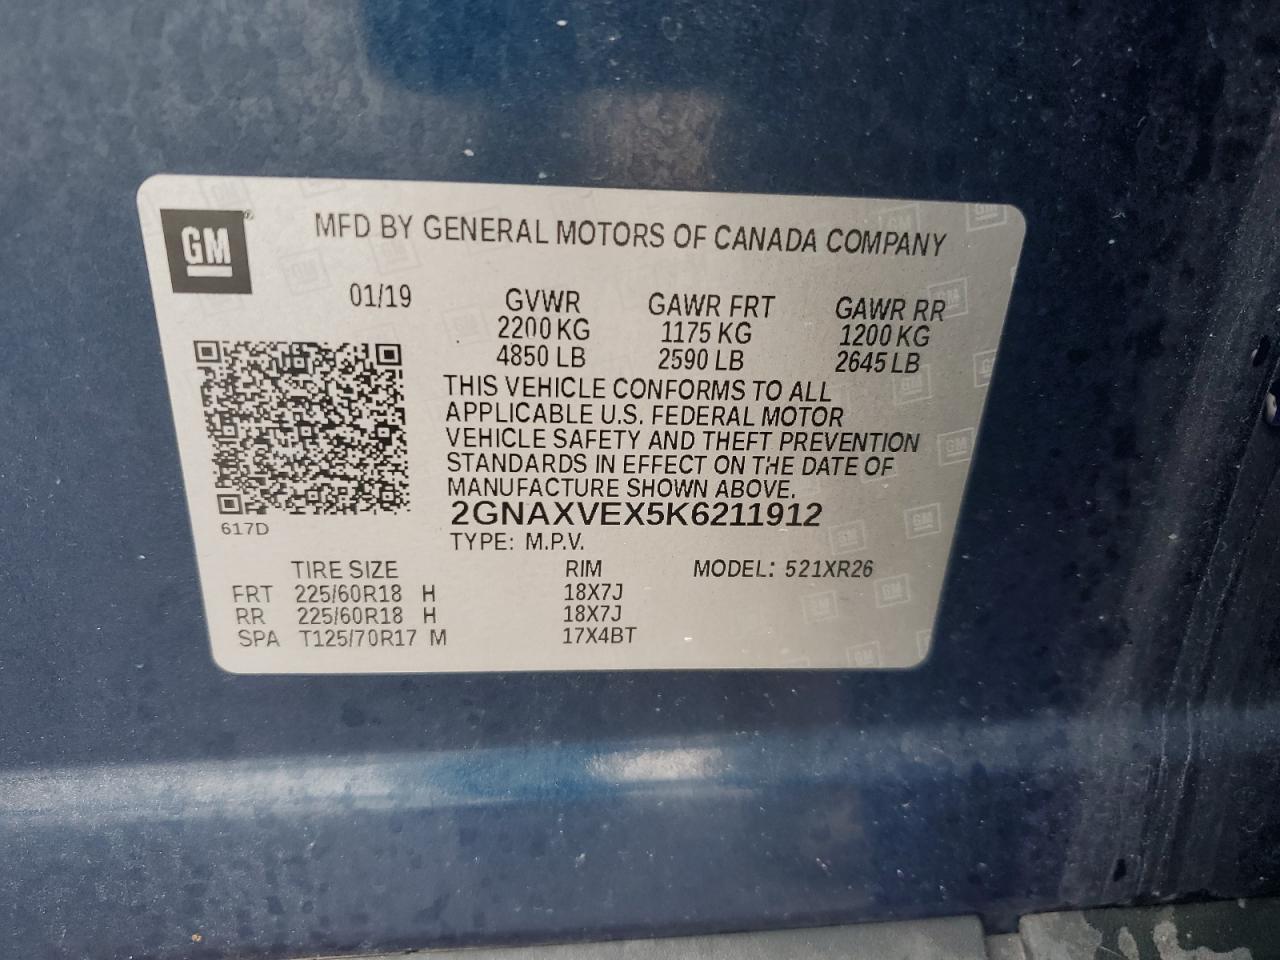 GM
MFD BY GENERAL MOTORS OF CANADA COMPANY
01/19 GVWR GAWR FRT GAWR RR
2200 KG 1175 KG 1200 KG
4850 LB 2590 LB 2645 LB
THIS VEHICLE CONFORMS TO ALL
APPLICABLE U.S. FEDERAL MOTOR
VEHICLE SAFETY AND THEFT PREVENTION
STANDARDS IN EFFECT ON THE DATE OF
MANUFACTURE SHOWN ABOVE.
2GNAXVEX5K6211912
617D
TYPE: M.P.V.
TIRE SIZE RIM MODEL: 521XR26
FRT 225/60R18 H 18X7J
RR 225/60R18 H 18X7J
SPA T125/70R17 M 17X4BT